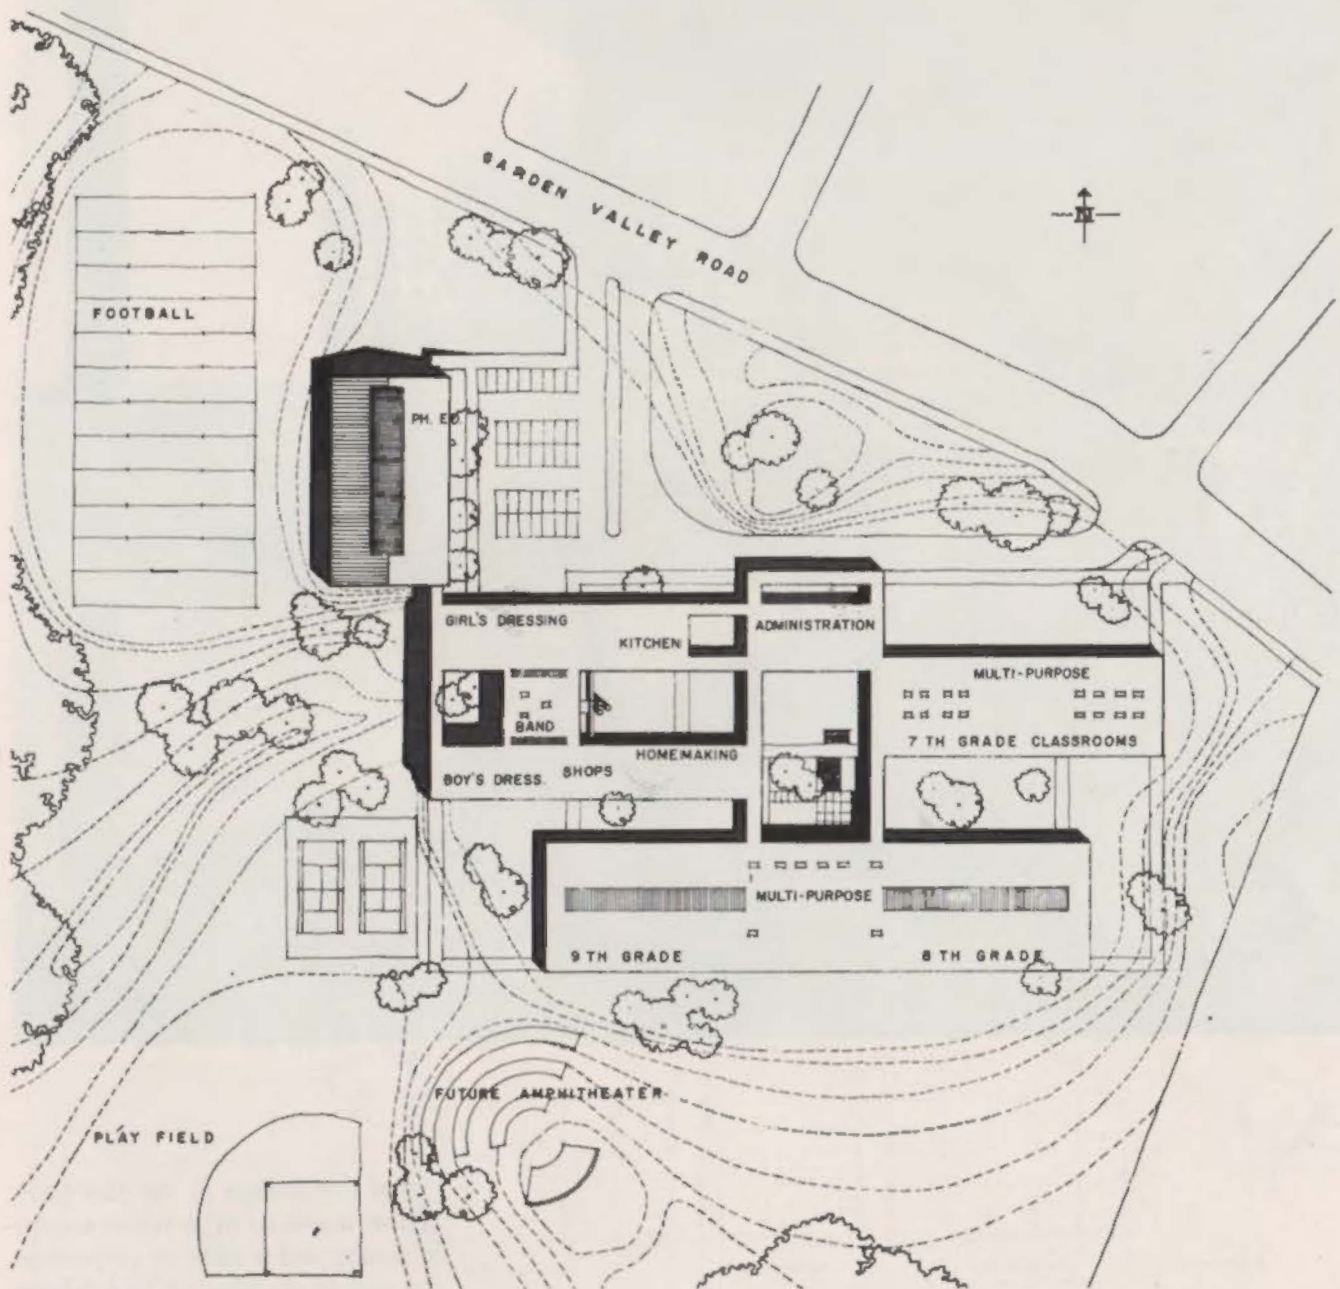 GARDEN VALLEY ROAD
N
FOOTBALL
PH. ED.
GIRL'S DRESSING
KITCHEN
ADMINISTRATION
MULTI-PURPOSE
BAND
7 TH GRADE CLASSROOMS
HOMEMAKING
SHOPS
BOY'S DRESS.
MULTI-PURPOSE
9 TH GRADE
8 TH GRADE
FUTURE AMPHITHEATER
PLAY FIELD